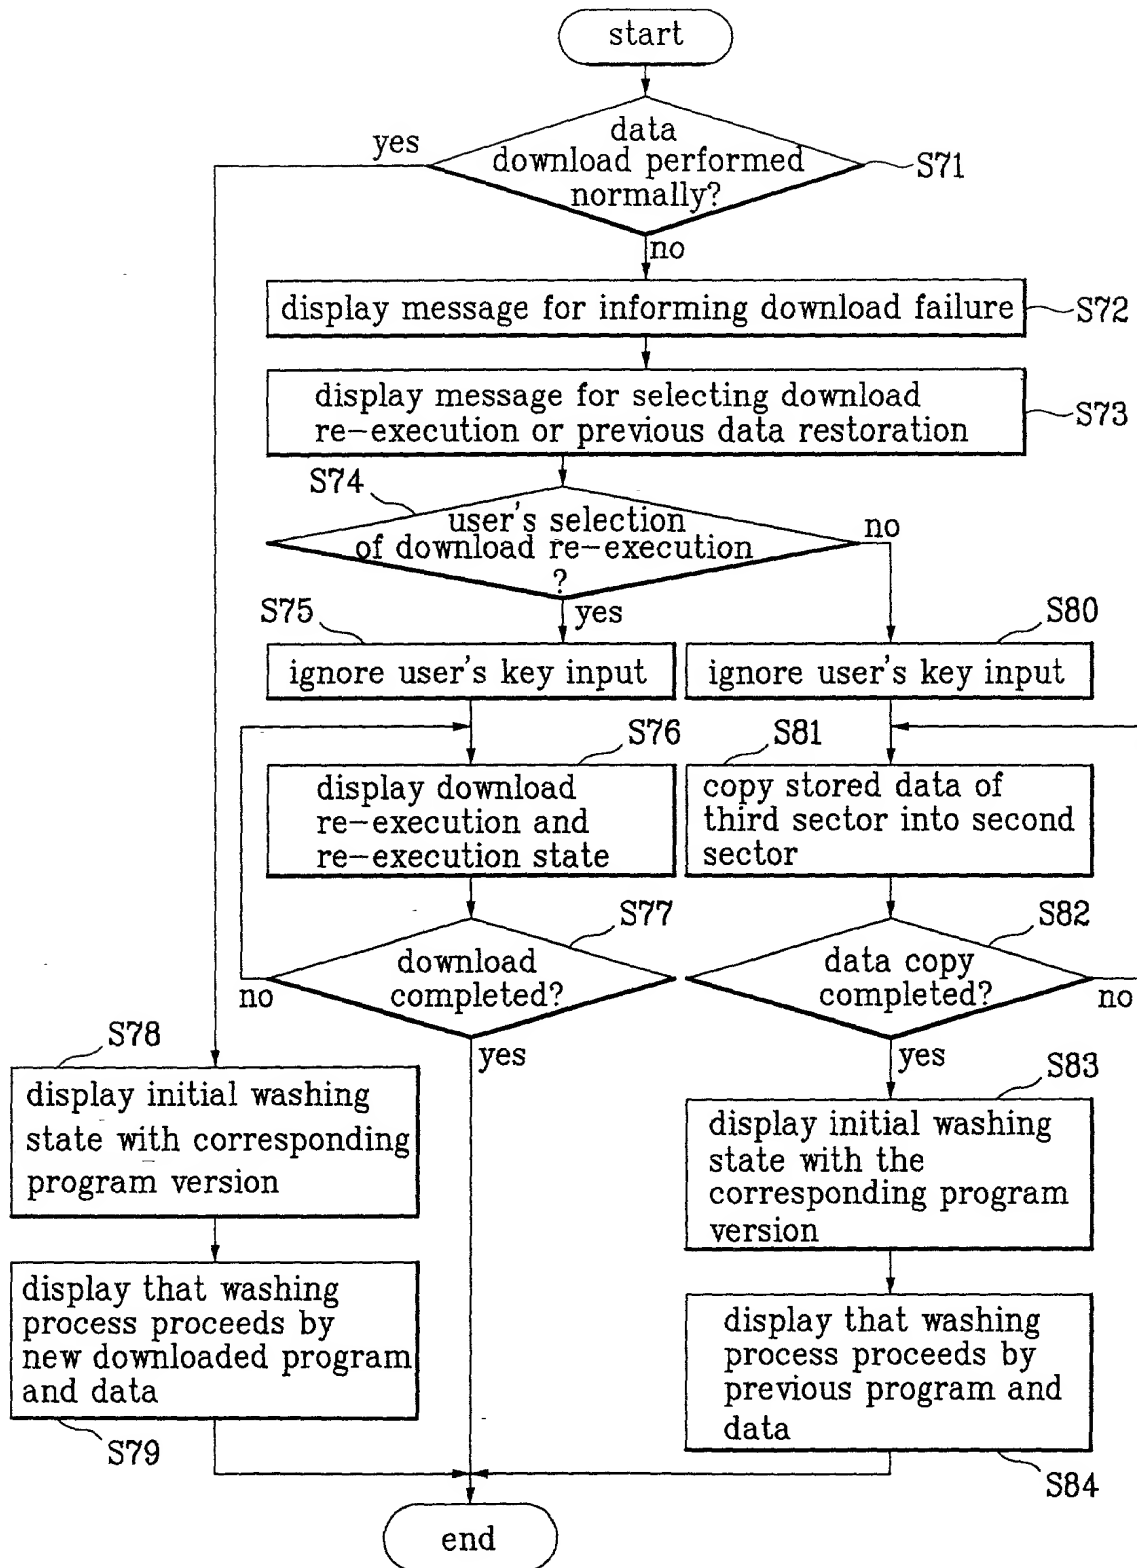 start
data
download performed
normally?
yes
S71
no
display message for informing download failure
S72
display message for selecting download
re-execution or previous data restoration
S73
S74
user's selection
of download re-execution
?
no
yes
S75
ignore user's key input
S80
ignore user's key input
S76
display download
re-execution and
re-execution state
S81
copy stored data of
third sector into second
sector
S77
download
completed?
no
yes
S82
data copy
completed?
no
yes
S78
display initial washing
state with corresponding
program version
S83
display initial washing
state with the
corresponding program
version
display that washing
process proceeds by
new downloaded program
and data
S79
display that washing
process proceeds by
previous program and
data
S84
end